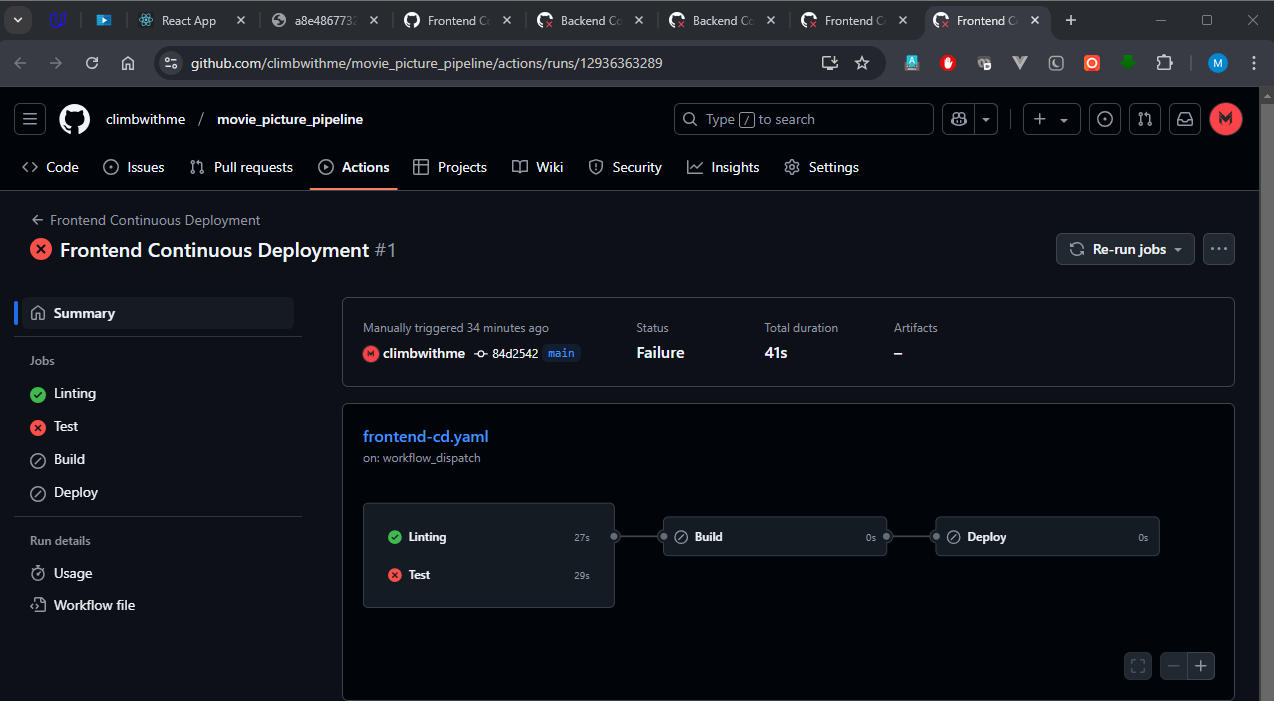 React App
a8e4867732
Frontend Co
Backend Co
Backend Co
Frontend C
Frontend C
github.com/climbwithme/movie_picture_pipeline/actions/runs/12936363289
M
climbwithme / movie_picture_pipeline
Type / to search
M
Code
Issues
Pull requests
Actions
Projects
Wiki
Security
Insights
Settings
Frontend Continuous Deployment
Frontend Continuous Deployment #1
Re-run jobs
Summary
Jobs
Linting
Test
Build
Deploy
Run details
Usage
Workflow file
Manually triggered 34 minutes ago
M climbwithme 84d2542 main
Status
Failure
Total duration
41s
Artifacts
–
frontend-cd.yaml
on: workflow_dispatch
Linting 27s
Test 29s
Build 0s
Deploy 0s